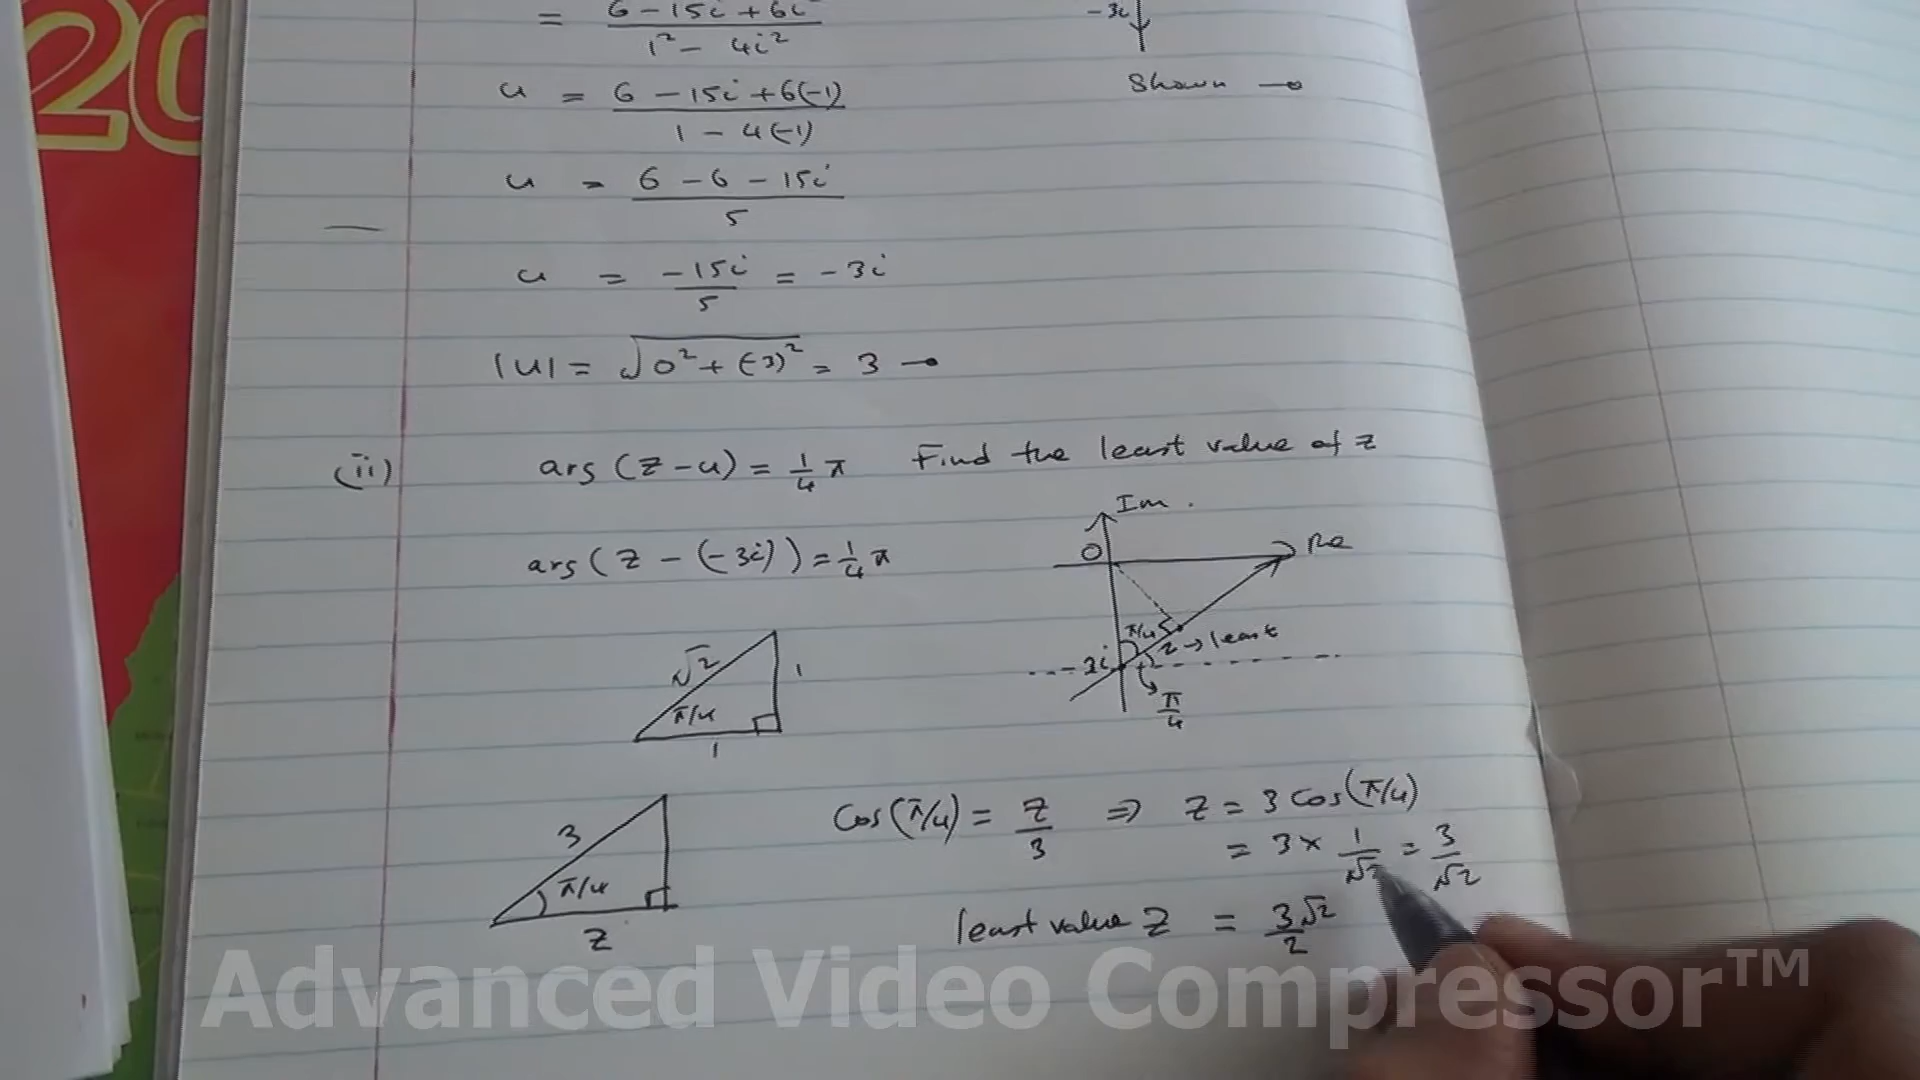 20
= 6 - 15i + 6i / 1² - 4i²
-3i
u = 6 - 15i + 6(-1) / 1 - 4(-1)
Shown
u = 6 - 6 - 15i / 5
u = -15i / 5 = -3i
|u| = √0² + (-3)² = 3
(ii) arg (z - u) = 1/4 π Find the least value of z
Im.
0
Re
arg (z - (-3i)) = 1/4 π
π/4
z → least
-3i
π/4
√2
1
π/4
1
3
π/4
z
Cos(π/4) = z/3 ⇒ z = 3 cos(π/4)
= 3 × 1/√2 = 3/√2
least value z = 3√2 / 2
Advanced Video Compressor™